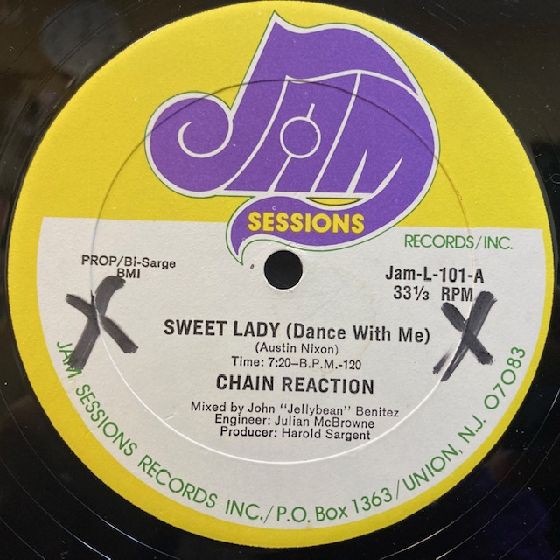 JAM
SESSIONS
RECORDS/INC.
PROP/Bl-Sarge
BMI
Jam-L-101-A
33⅓ RPM
X X
SWEET LADY (Dance With Me)
(Austin Nixon)
Time: 7:20–B.P.M.-120
CHAIN REACTION
Mixed by John "Jellybean" Benitez
Engineer: Julian McBrowne
Producer: Harold Sargent
JAM SESSIONS RECORDS INC./P.O. Box 1363/UNION, N.J. 07083